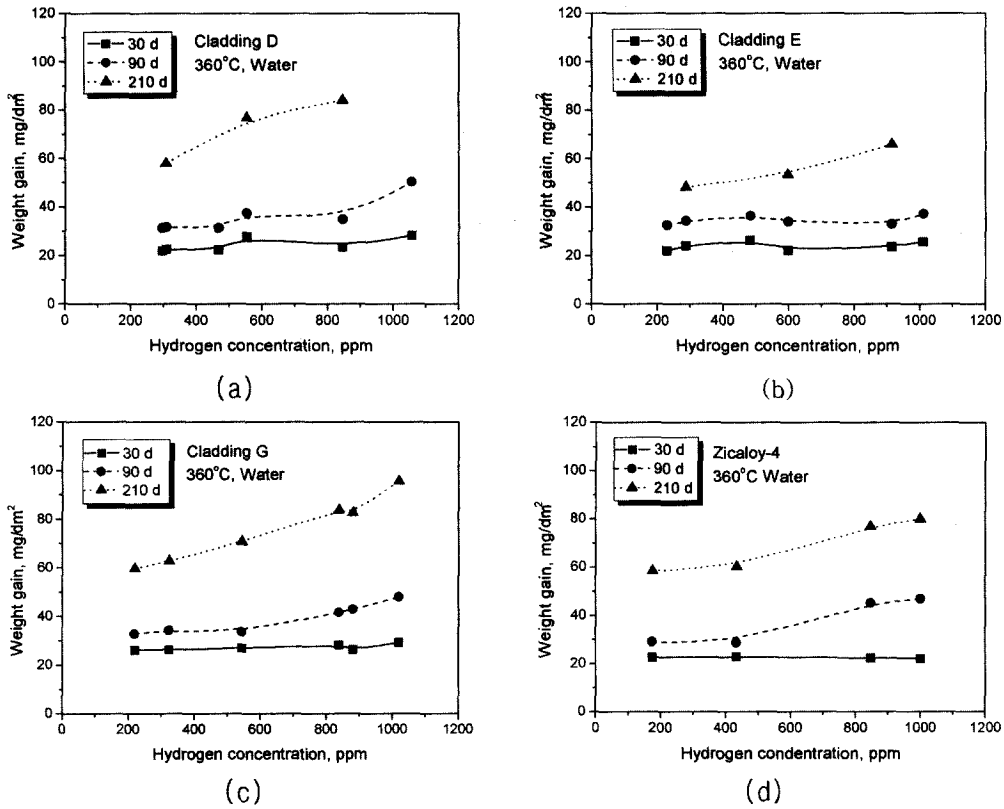 120
100
80
60
40
20
0
Weight gain, mg/dm²
30 d
90 d
210 d
Cladding D
360°C, Water
0 200 400 600 800 1000 1200
Hydrogen concentration, ppm
(a)
120
100
80
60
40
20
0
Weight gain, mg/dm²
30 d
90 d
210 d
Cladding E
360°C, Water
0 200 400 600 800 1000 1200
Hydrogen concentration, ppm
(b)
120
100
80
60
40
20
0
Weight gain, mg/dm²
30 d
90 d
210 d
Cladding G
360°C, Water
0 200 400 600 800 1000 1200
Hydrogen concentration, ppm
(c)
120
100
80
60
40
20
0
Weight gain, mg/dm²
30 d
90 d
210 d
Zicaloy-4
360°C Water
0 200 400 600 800 1000 1200
Hydrogen condentration, ppm
(d)